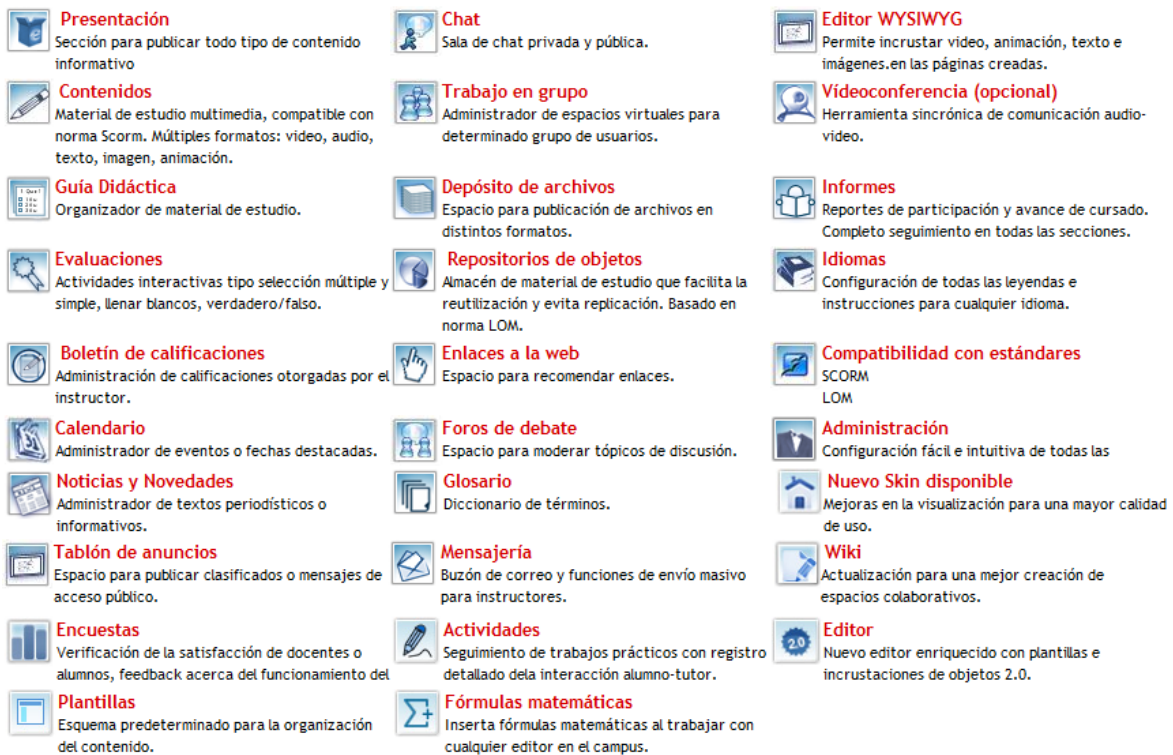 Presentación
Sección para publicar todo tipo de contenido
informativo
Contenidos
Material de estudio multimedia, compatible con
norma Scorm. Múltiples formatos: video, audio,
texto, imagen, animación.
Guía Didáctica
Organizador de material de estudio.
Evaluaciones
Actividades interactivas tipo selección múltiple y
simple, llenar blancos, verdadero/falso.
Boletín de calificaciones
Administración de calificaciones otorgadas por el
instructor.
Calendario
Administrador de eventos o fechas destacadas.
Noticias y Novedades
Administrador de textos periodísticos o
informativos.
Tablón de anuncios
Espacio para publicar clasificados o mensajes de
acceso público.
Encuestas
Verificación de la satisfacción de docentes o
alumnos, feedback acerca del funcionamiento del
Plantillas
Esquema predeterminado para la organización
del contenido.
Chat
Sala de chat privada y pública.
Trabajo en grupo
Administrador de espacios virtuales para
determinado grupo de usuarios.
Depósito de archivos
Espacio para publicación de archivos en
distintos formatos.
Repositorios de objetos
Almacén de material de estudio que facilita la
reutilización y evita replicación. Basado en
norma LOM.
Enlaces a la web
Espacio para recomendar enlaces.
Foros de debate
Espacio para moderar tópicos de discusión.
Glosario
Diccionario de términos.
Mensajería
Buzón de correo y funciones de envío masivo
para instructores.
Actividades
Seguimiento de trabajos prácticos con registro
detallado dela interacción alumno-tutor.
Fórmulas matemáticas
Inserta fórmulas matemáticas al trabajar con
cualquier editor en el campus.
Editor WYSIWYG
Permite incrustar video, animación, texto e
imágenes.en las páginas creadas.
Vídeoconferencia (opcional)
Herramienta sincrónica de comunicación audio-
video.
Informes
Reportes de participación y avance de cursado.
Completo seguimiento en todas las secciones.
Idiomas
Configuración de todas las leyendas e
instrucciones para cualquier idioma.
Compatibilidad con estándares
SCORM
LOM
Administración
Configuración fácil e intuitiva de todas las
Nuevo Skin disponible
Mejoras en la visualización para una mayor calidad
de uso.
Wiki
Actualización para una mejor creación de
espacios colaborativos.
2.0
Editor
Nuevo editor enriquecido con plantillas e
incrustaciones de objetos 2.0.